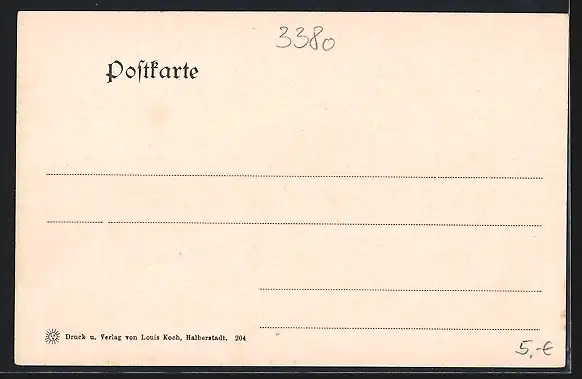 3380
Poſtkarte
Druck u. Verlag von Louis Koch, Halberstadt. 204
5,-€